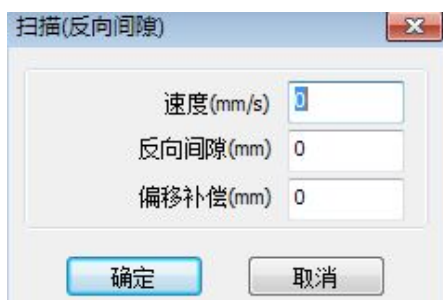 扫描(反向间隙)
速度(mm/s) 0
反向间隙(mm) 0
偏移补偿(mm) 0
确定 取消